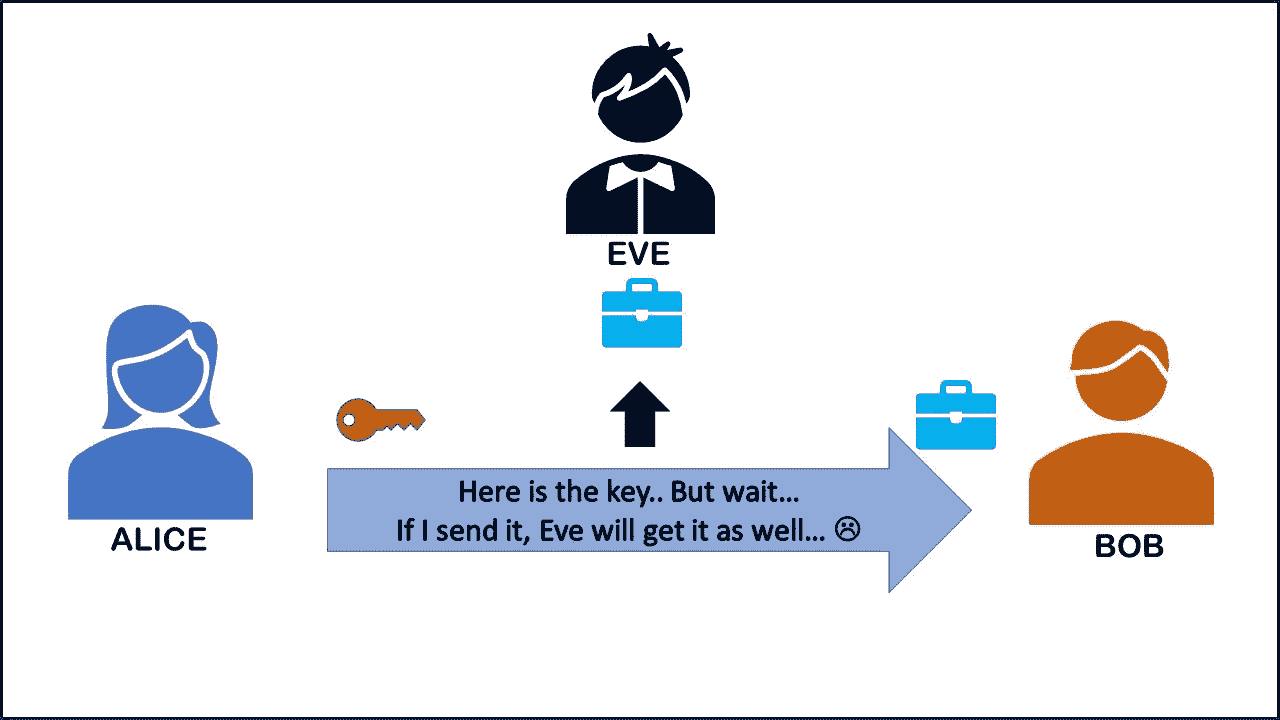 EVE
ALICE
Here is the key.. But wait...
If I send it, Eve will get it as well... ☹
BOB